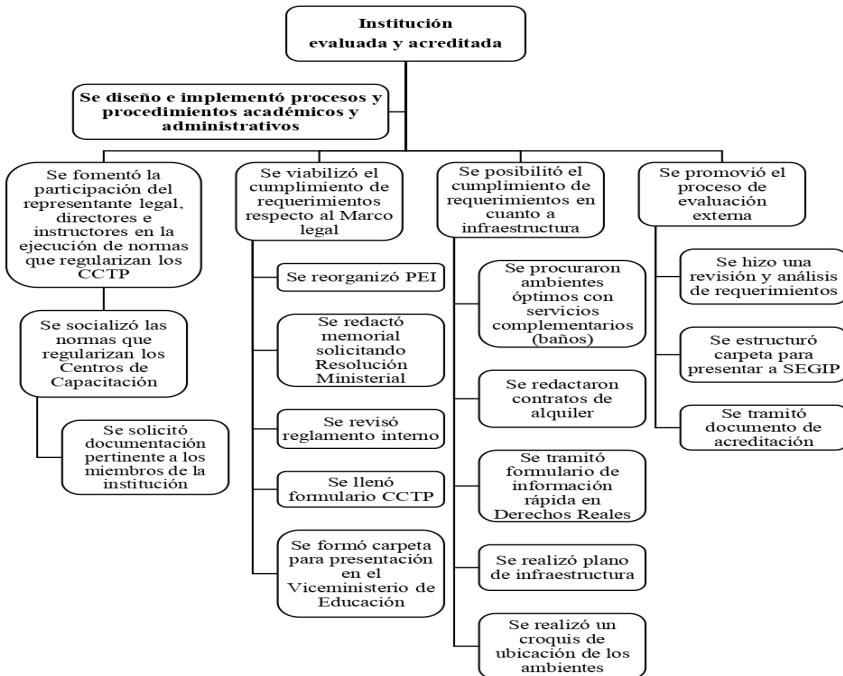 Institución
evaluada y acreditada
Se diseño e implementó procesos y
procedimientos académicos y
administrativos
Se fomentó la
participación del
representante legal,
directores e
instructores en la
ejecución de normas
que regularizan los
CCTP
Se socializó las
normas que
regularizan los
Centros de
Capacitación
Se solicitó
documentación
pertinente a los
miembros de la
institución
Se viabilizó el
cumplimiento de
requerimientos
respecto al Marco
legal
Se reorganizó PEI
Se redactó
memorial
solicitando
Resolución
Ministerial
Se revisó
reglamento interno
Se llenó
formulario CCTP
Se formó carpeta
para presentación
en el
Viceministerio de
Educación
Se posibilitó el
cumplimiento de
requerimientos en
cuanto a
infraestructura
Se procuraron
ambientes
óptimos con
servicios
complementarios
(baños)
Se redactaron
contratos de
alquiler
Se tramitó
formulario de
información
rápida en
Derechos Reales
Se realizó plano de
infraestructura
Se realizó un
croquis de
ubicación de los
ambientes
Se promovió el
proceso de
evaluación
externa
Se hizo una
revisión y análisis
de requerimientos
Se estructuró
carpeta para
presentar a SEGIP
Se tramitó
documento de
acreditación